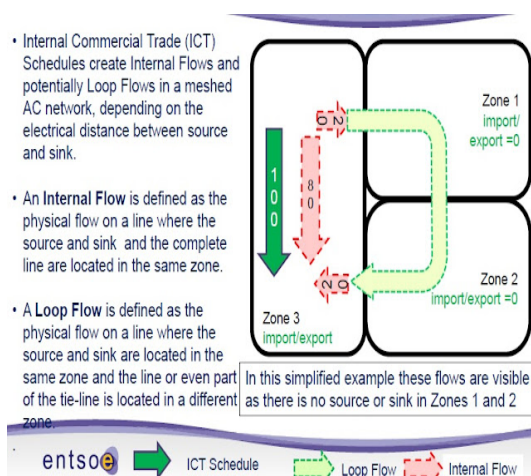 • Internal Commercial Trade (ICT)
Schedules create Internal Flows and
potentially Loop Flows in a meshed
AC network, depending on the
electrical distance between source
and sink.
• An Internal Flow is defined as the
physical flow on a line where the
source and sink and the complete
line are located in the same zone.
• A Loop Flow is defined as the
physical flow on a line where the
source and sink are located in the
same zone and the line or even part
of the tie-line is located in a different
zone.
.
20
Zone 1
import/
export =0
100
80
20
Zone 2
import/export =0
Zone 3
import/export
In this simplified example these flows are visible
as there is no source or sink in Zones 1 and 2
entsoe
ICT Schedule
Loop Flow
Internal Flow